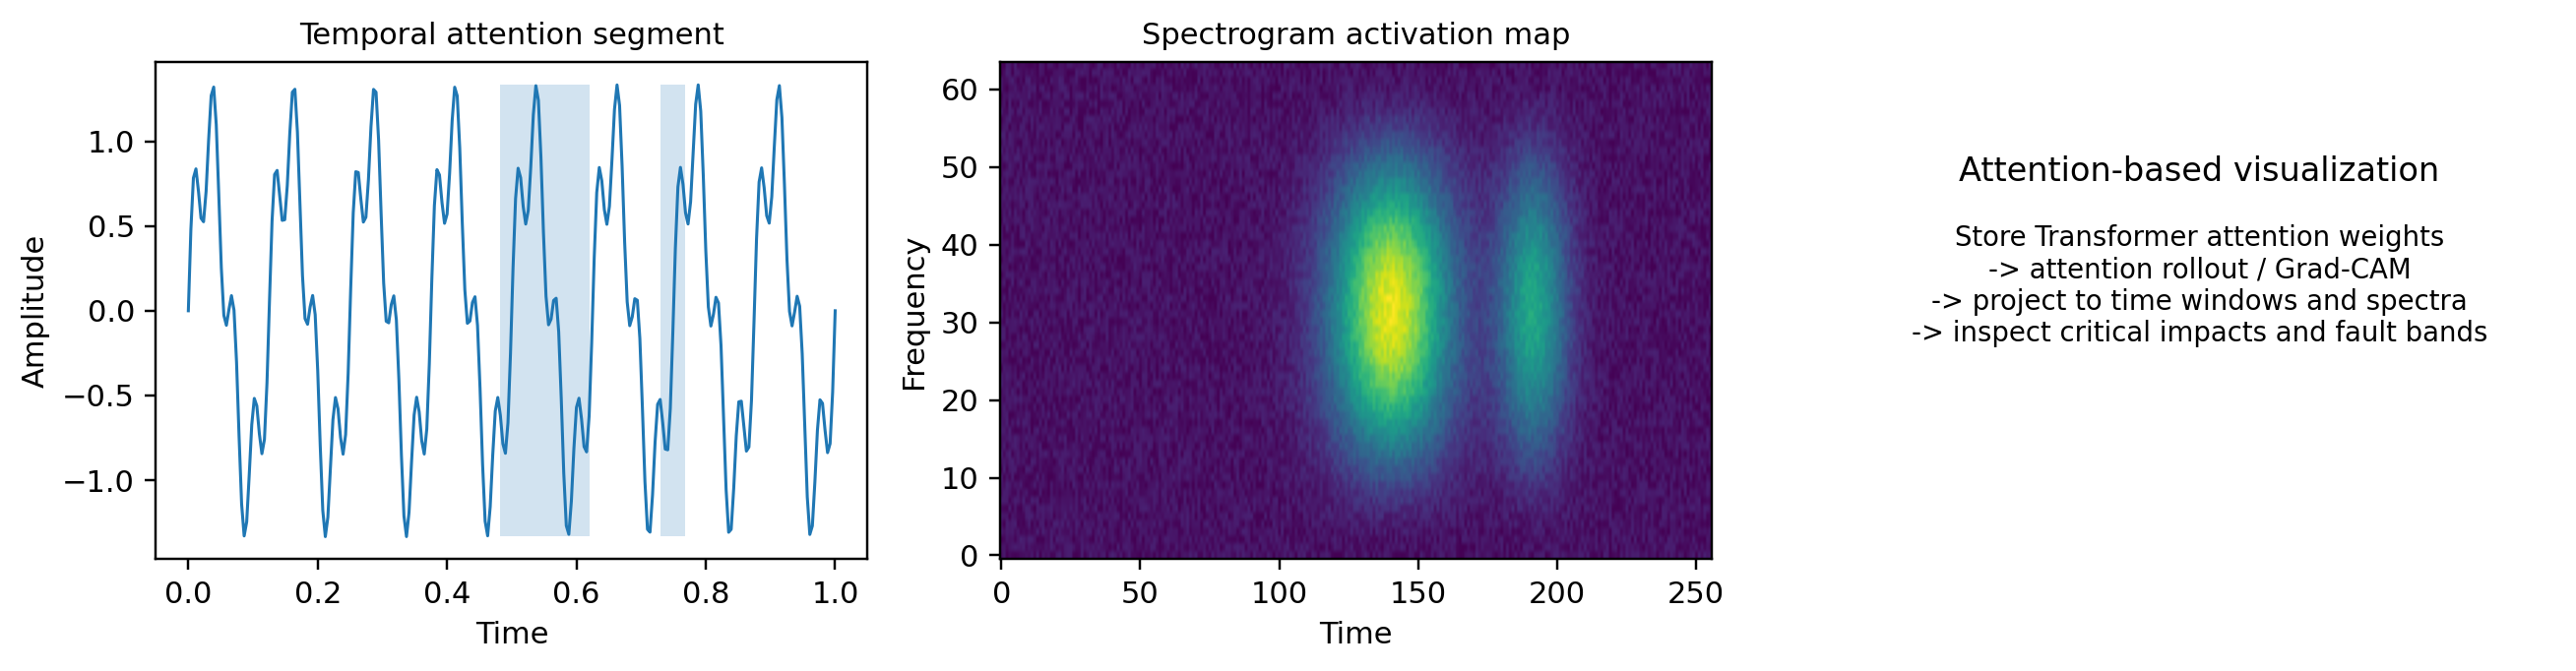 Temporal attention segment
Amplitude
1.0
0.5
0.0
−0.5
−1.0
0.0 0.2 0.4 0.6 0.8 1.0
Time
Spectrogram activation map
Frequency
60
50
40
30
20
10
0
0 50 100 150 200 250
Time
Attention-based visualization
Store Transformer attention weights
-> attention rollout / Grad-CAM
-> project to time windows and spectra
-> inspect critical impacts and fault bands